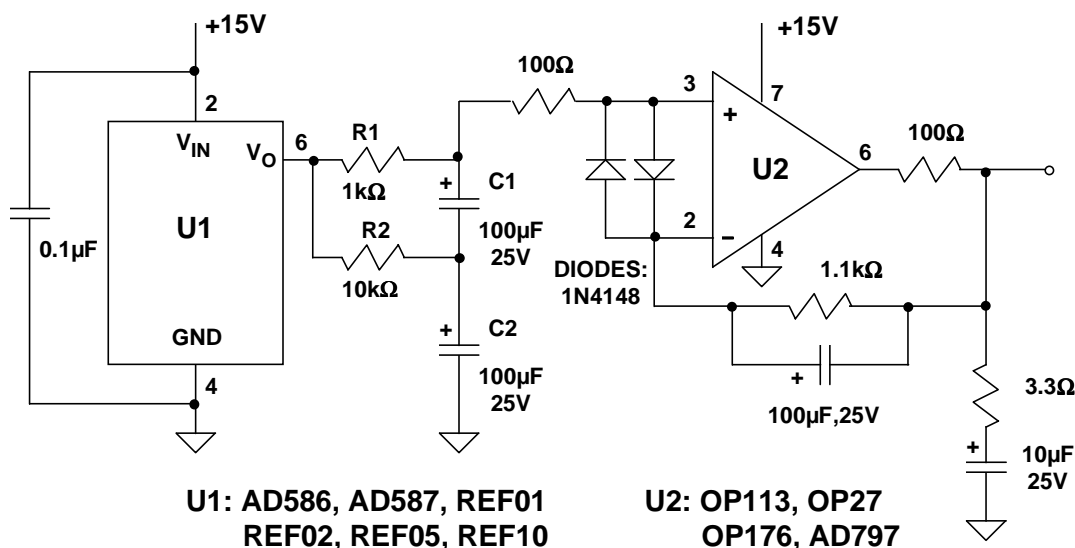 +15V
+15V
100Ω
2
3
7
6
R1
VIN
VO
1kΩ
+
C1
100µF
25V
+
U2
100Ω
6
U1
0.1µF
R2
10kΩ
2
–
4
DIODES:
1N4148
1.1kΩ
GND
4
+
C2
100µF
25V
+
100µF,25V
3.3Ω
+
10µF
25V
U1: AD586, AD587, REF01
REF02, REF05, REF10
U2: OP113, OP27
OP176, AD797